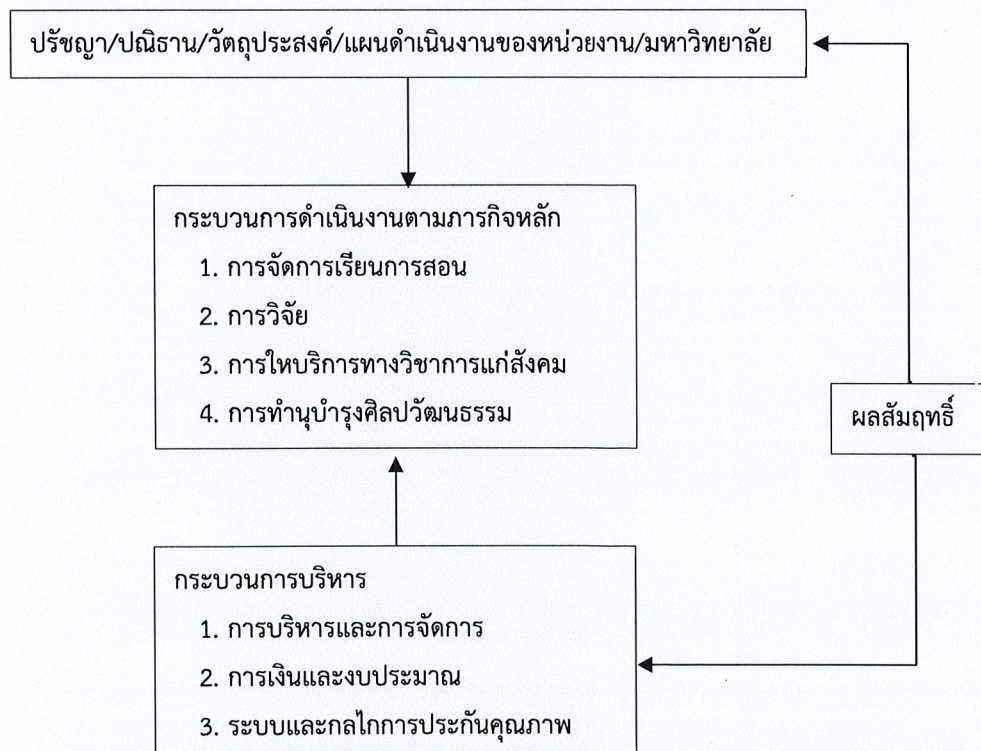 ปรัชญา/ปณิธาน/วัตถุประสงค์/แผนดำเนินงานของหน่วยงาน/มหาวิทยาลัย
กระบวนการดำเนินงานตามภารกิจหลัก
1. การจัดการเรียนการสอน
2. การวิจัย
3. การใหบริการทางวิชาการแก่สังคม
4. การทำนุบำรุงศิลปวัฒนธรรม
ผลสัมฤทธิ์
กระบวนการบริหาร
1. การบริหารและการจัดการ
2. การเงินและงบประมาณ
3. ระบบและกลไกการประกันคุณภาพ